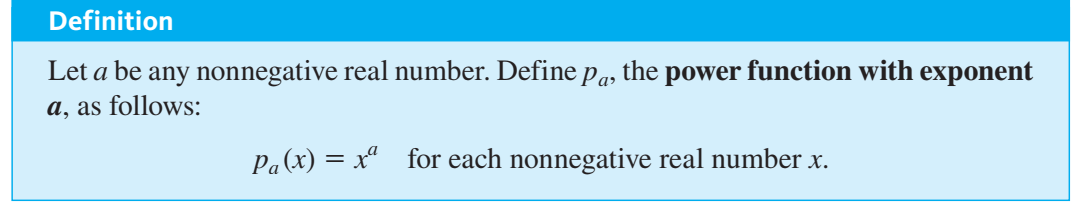 Definition
Let a be any nonnegative real number. Define pₐ, the power function with exponent
a, as follows:
pₐ(x) = xᵃ for each nonnegative real number x.